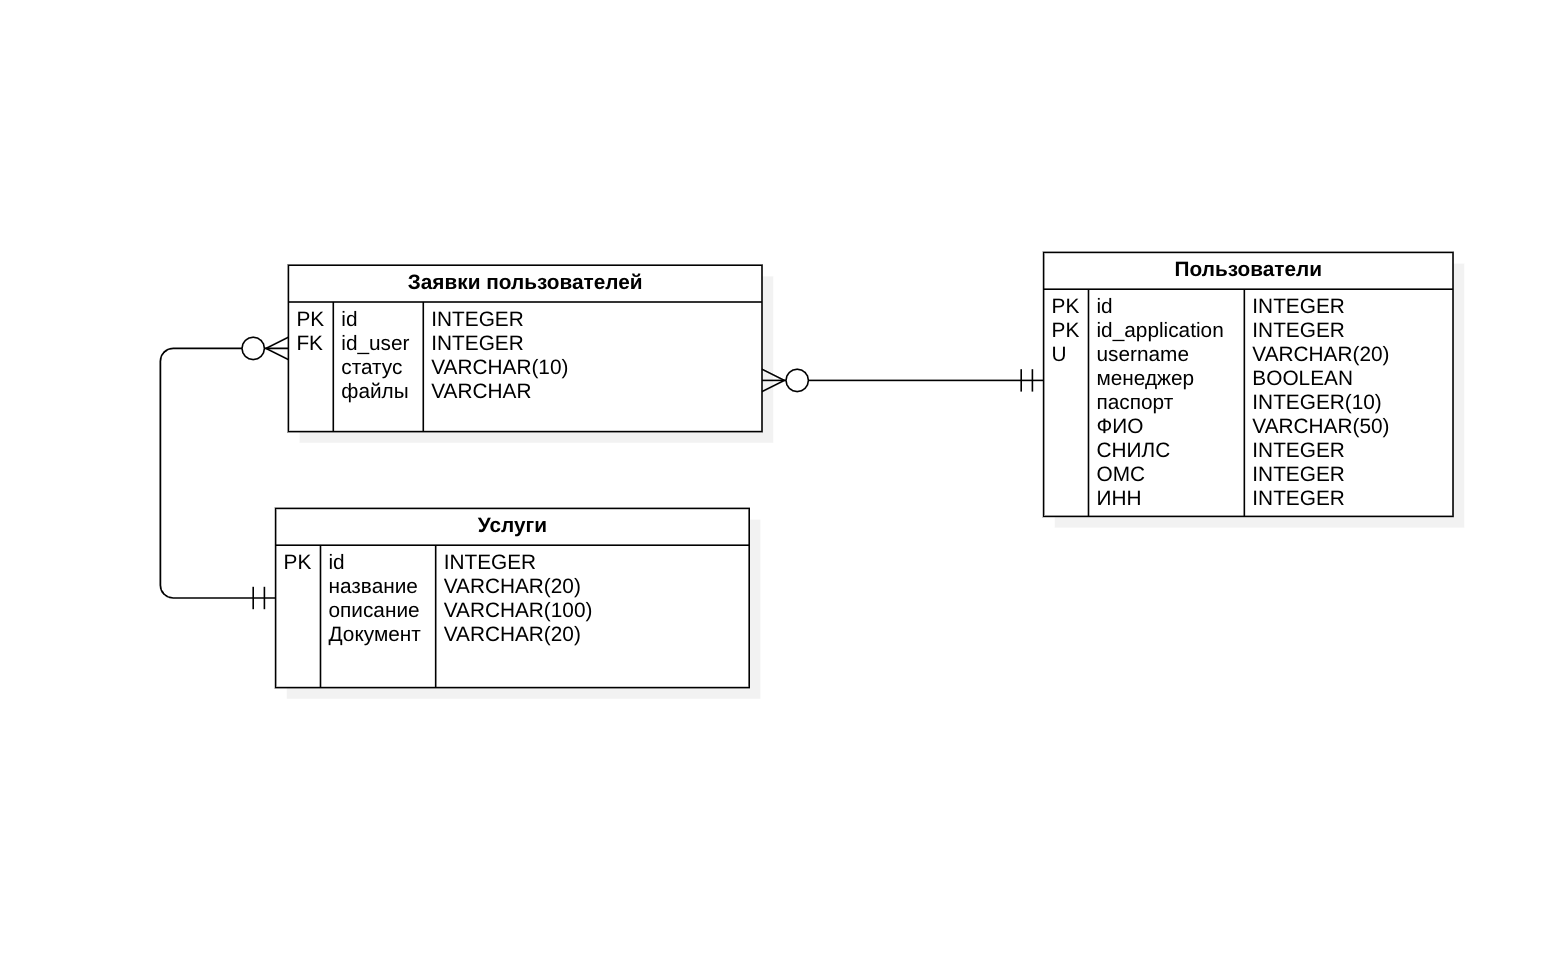 Заявки пользователей
PK id INTEGER
FK id_user INTEGER
статус VARCHAR(10)
файлы VARCHAR
Пользователи
PK id INTEGER
PK id_application INTEGER
U username VARCHAR(20)
менеджер BOOLEAN
паспорт INTEGER(10)
ФИО VARCHAR(50)
СНИЛС INTEGER
ОМС INTEGER
ИНН INTEGER
Услуги
PK id INTEGER
название VARCHAR(20)
описание VARCHAR(100)
Документ VARCHAR(20)